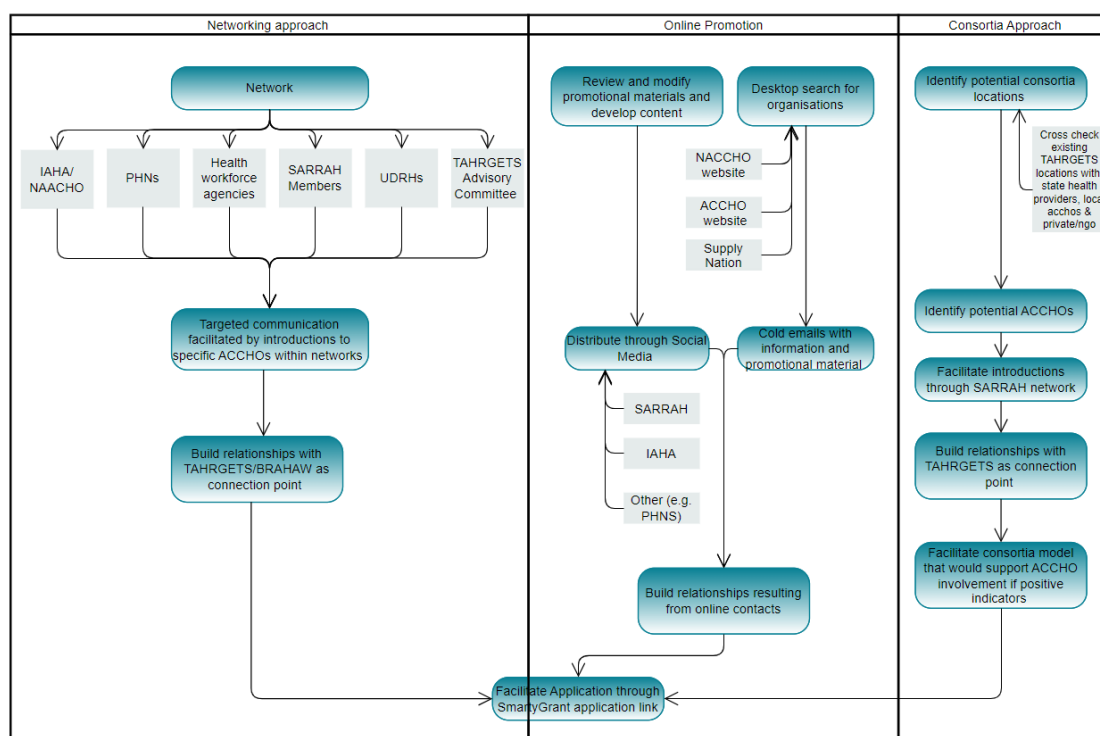 Networking approach
Online Promotion
Consortia Approach
Network
IAHA/
NAACHO
PHNs
Health
workforce
agencies
SARRAH
Members
UDRHs
TAHRGETS
Advisory
Committee
Targeted communication
facilitated by introductions to
specific ACCHOs within networks
Build relationships with
TAHRGETS/BRAHAW as
connection point
Review and modify
promotional materials and
develop content
Desktop search for
organisations
NACCHO
website
ACCHO
website
Supply
Nation
Distribute through Social
Media
Cold emails with
information and
promotional material
SARRAH
IAHA
Other (e.g.
PHNS)
Build relationships resulting
from online contacts
Identify potential consortia
locations
Cross check
existing
TAHRGETS
locations with
state health
providers, loca
acchos &
private/ngo
Identify potential ACCHOs
Facilitate introductions
through SARRAH network
Build relationships with
TAHRGETS as connection
point
Facilitate consortia model
that would support ACCHO
involvement if positive
indicators
Facilitate Application through
SmartyGrant application link